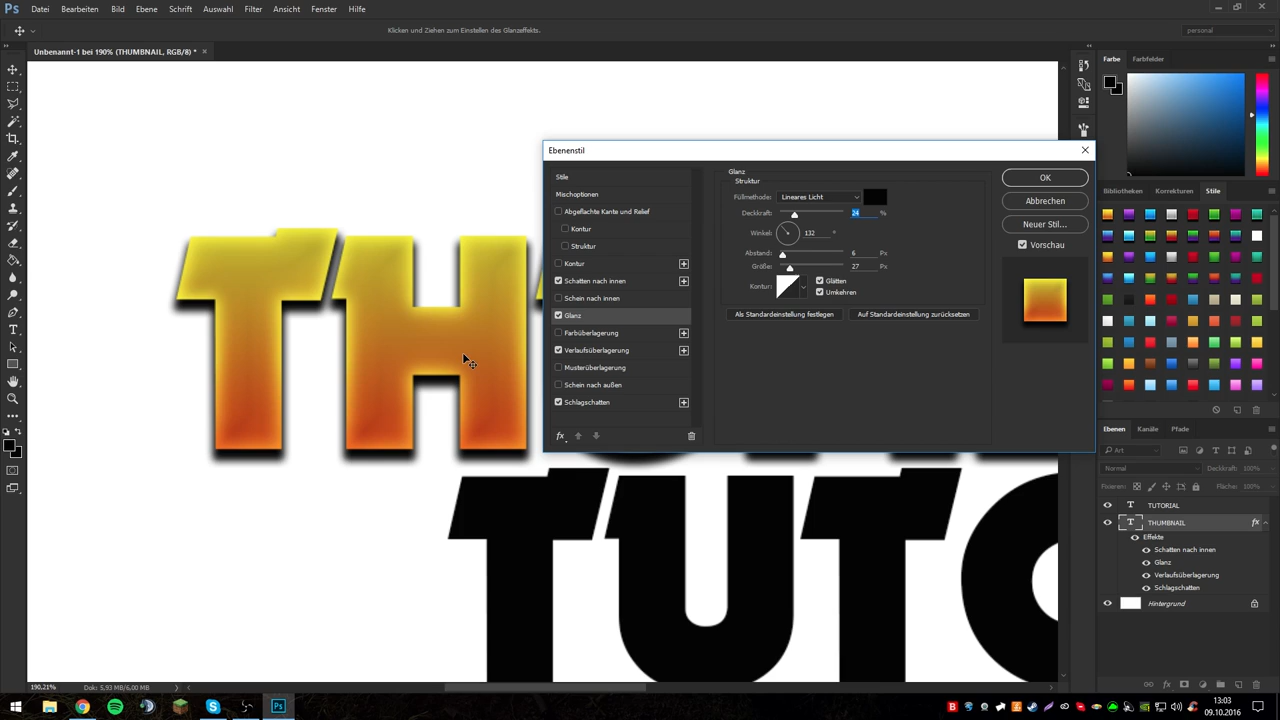 Ps Datei Bearbeiten Bild Ebene Schrift Auswahl Filter Ansicht Fenster Hilfe
Klicken und Ziehen zum Einstellen des Glanzeffekts.
personal
Unbenannt-1 bei 190% (THUMBNAIL, RGB/8) *
Farbe Farbfelder
Ebenenstil
Stile
Mischoptionen
Abgeflachte Kante und Relief
Kontur
Struktur
Kontur
Schatten nach innen
Schein nach innen
Glanz
Farbüberlagerung
Verlaufsüberlagerung
Musterüberlagerung
Schein nach außen
Schlagschatten
fx
Glanz
Struktur
Füllmethode: Lineares Licht
Deckkraft: 24 %
Winkel: 132 °
Abstand: 6 Px
Größe: 27 Px
Kontur:
Glätten
Umkehren
Als Standardeinstellung festlegen Auf Standardeinstellung zurücksetzen
OK
Abbrechen
Neuer Stil...
Vorschau
Bibliotheken Korrekturen Stile
TH
TUTO
Ebenen Kanäle Pfade
Art
Normal Deckkraft: 100%
Fixieren: Fläche: 100%
T TUTORIAL
T THUMBNAIL fx
Effekte
Schatten nach innen
Glanz
Verlaufsüberlagerung
Schlagschatten
Hintergrund
190,21% Dok: 5,93 MB/6,00 MB
Ps
13:03
09.10.2016